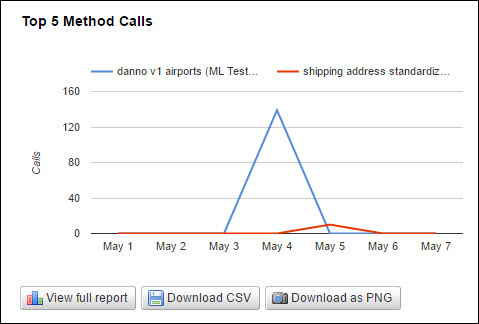 Top 5 Method Calls
danno v1 airports (ML Test... shipping address standardiz...
160
120
80
40
0
Calls
May 1 May 2 May 3 May 4 May 5 May 6 May 7
View full report Download CSV Download as PNG